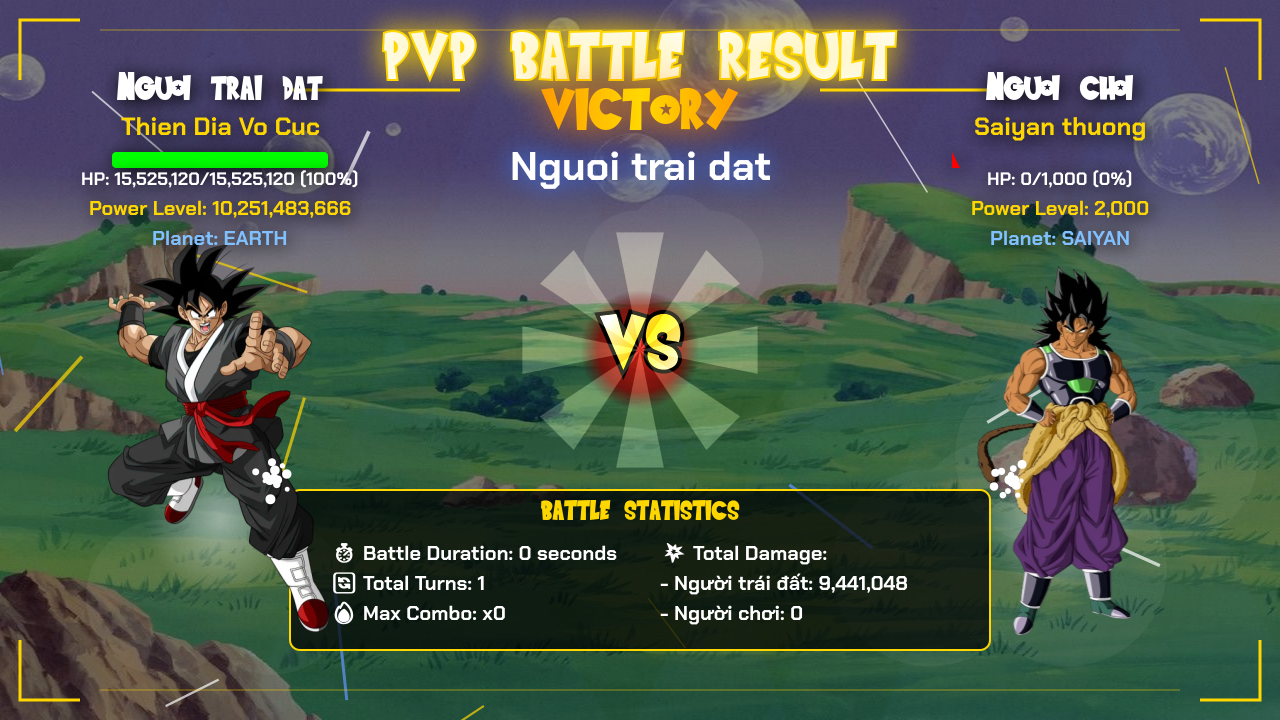 PVP BATTLE RESULT
VICTORY
Nguoi trai dat
NGUOI TRAI DAT
Thien Dia Vo Cuc
HP: 15,525,120/15,525,120 (100%)
Power Level: 10,251,483,666
Planet: EARTH
NGUOI CHOI
Saiyan thuong
HP: 0/1,000 (0%)
Power Level: 2,000
Planet: SAIYAN
VS
BATTLE STATISTICS
Battle Duration: 0 seconds
Total Turns: 1
Max Combo: x0
Total Damage:
- Người trái đất: 9,441,048
- Người chơi: 0